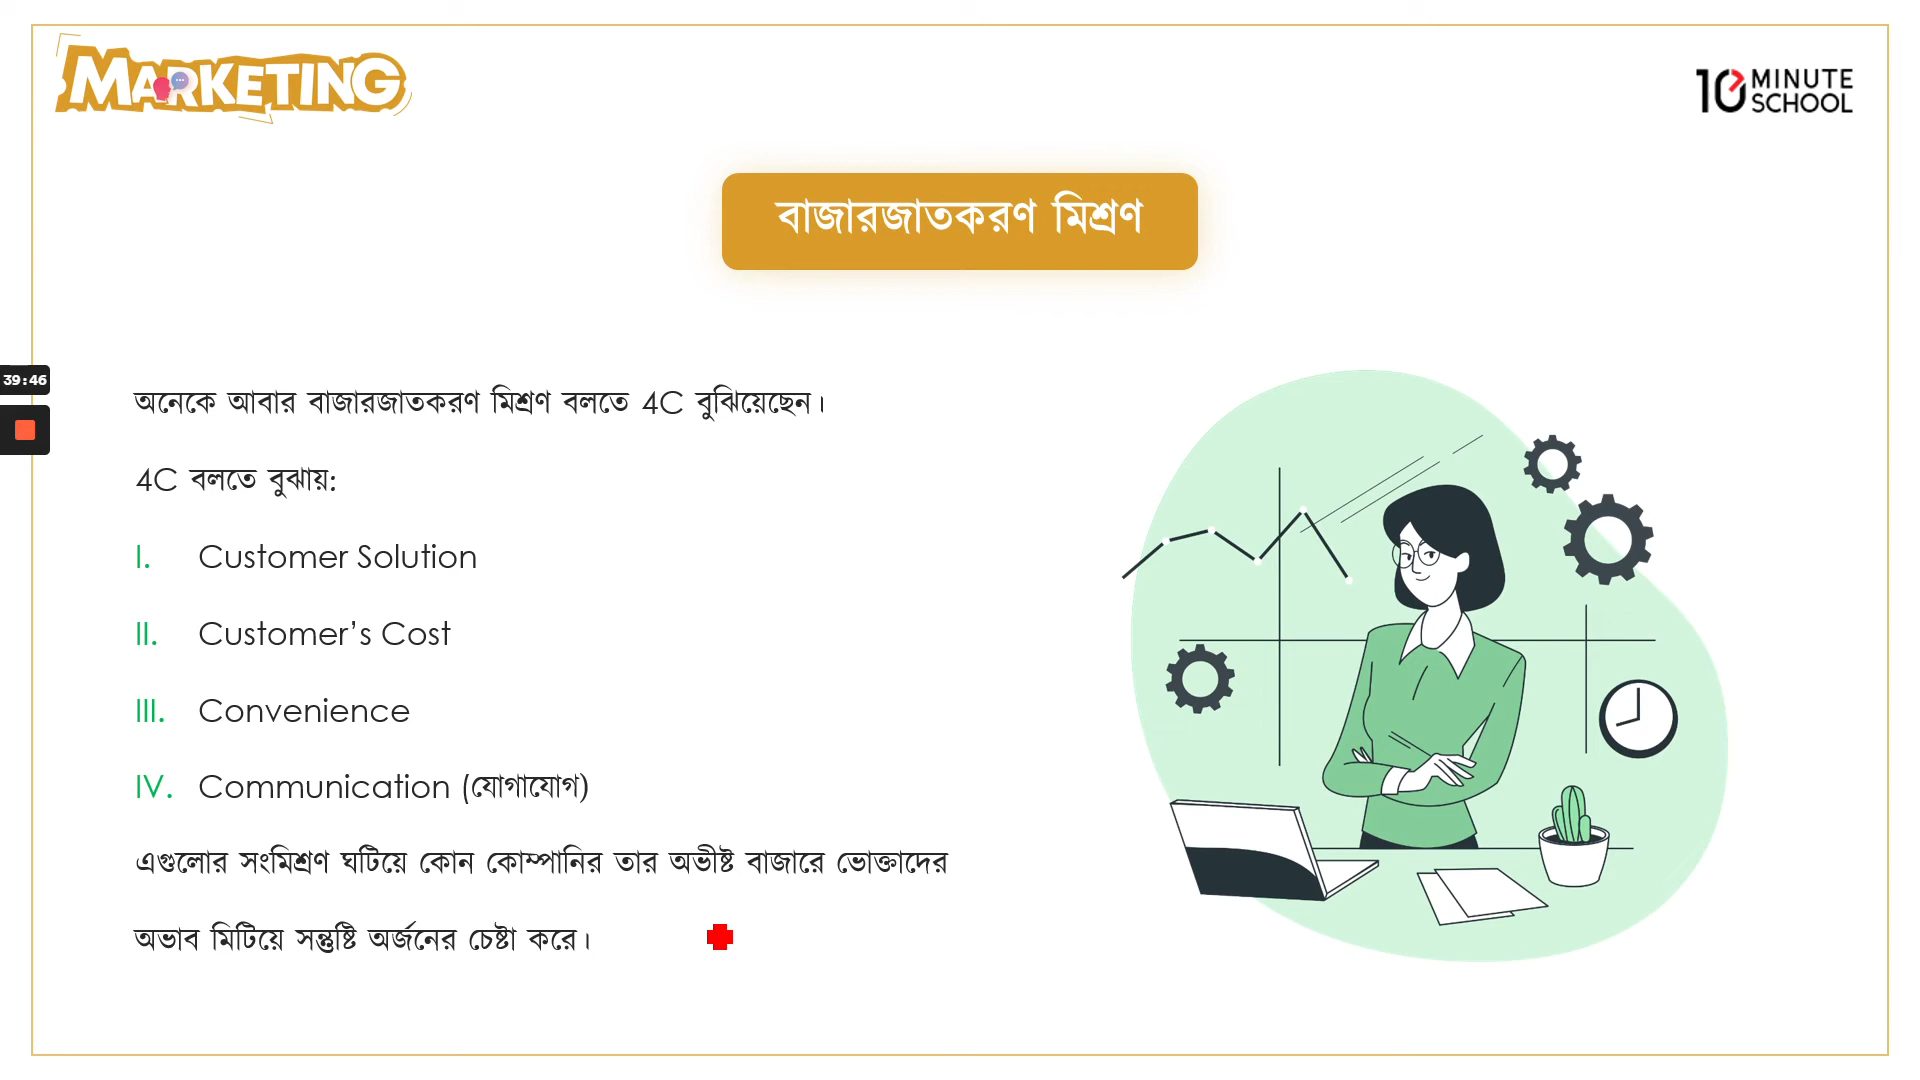 MARKETING
10 MINUTE
SCHOOL
বাজারজাতকরণ মিশ্রণ
39:46
অনেকে আবার বাজারজাতকরণ মিশ্রণ বলতে 4C বুঝিয়েছেন।
4C বলতে বুঝায়:
I. Customer Solution
II. Customer’s Cost
III. Convenience
IV. Communication (যোগাযোগ)
এগুলোর সংমিশ্রণ ঘটিয়ে কোন কোম্পানির তার অভীষ্ট বাজারে ভোক্তাদের
অভাব মিটিয়ে সন্তুষ্টি অর্জনের চেষ্টা করে।